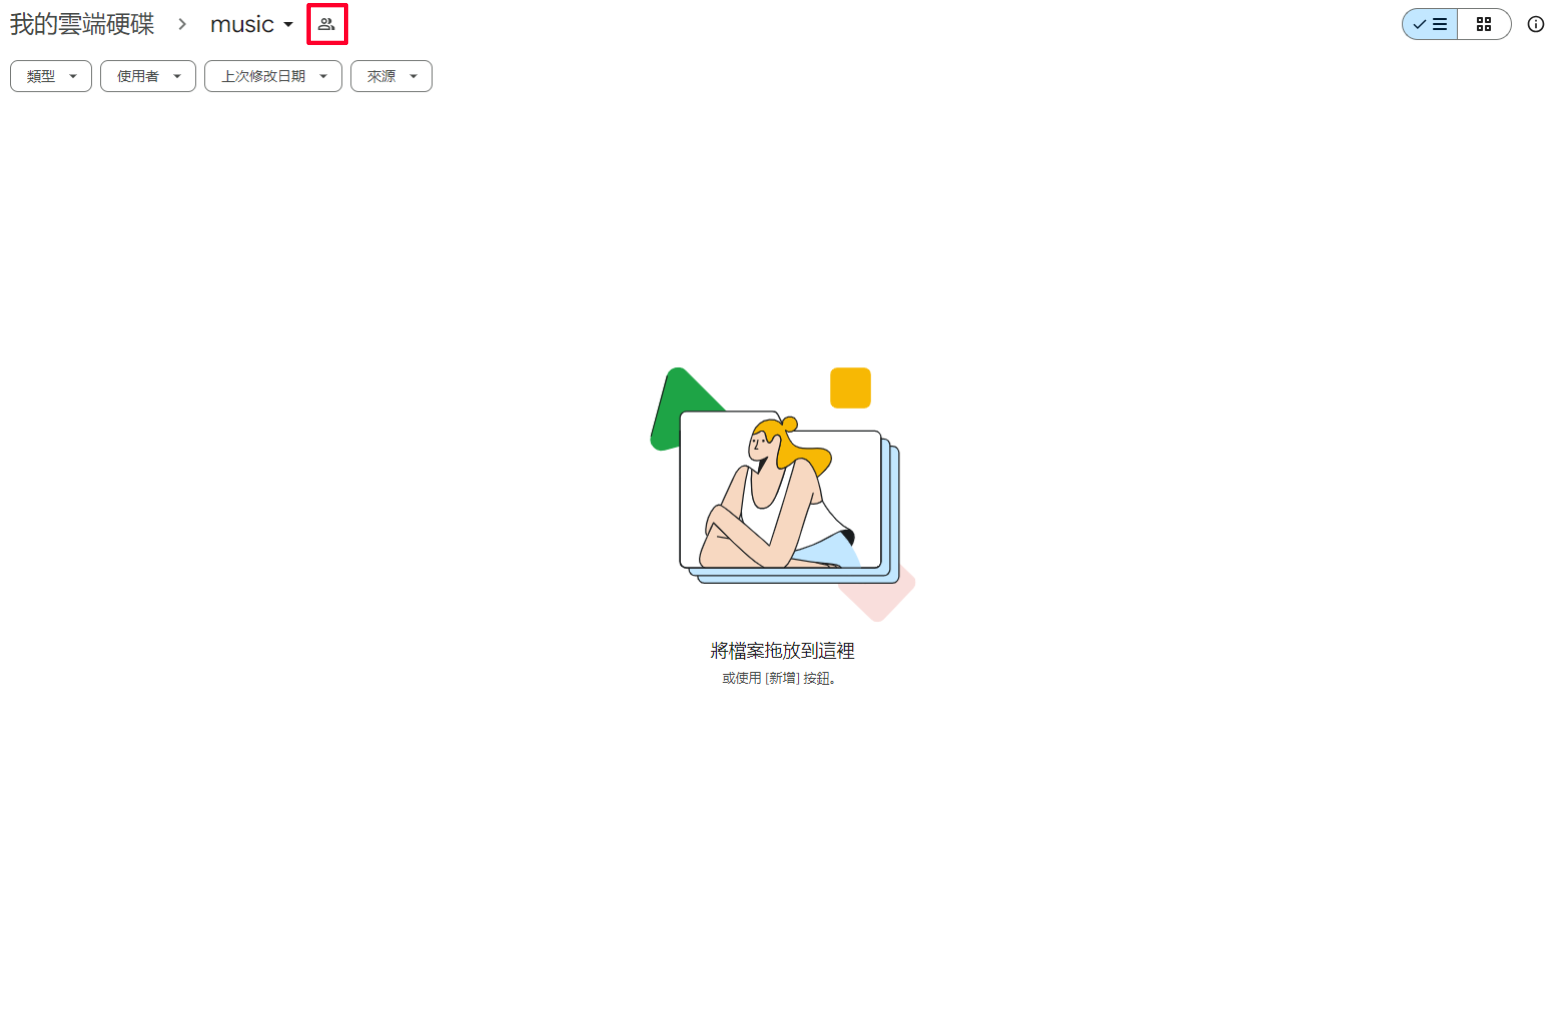 我的雲端硬碟 music
類型 使用者 上次修改日期 來源
將檔案拖放到這裡
或使用 [新增] 按鈕。